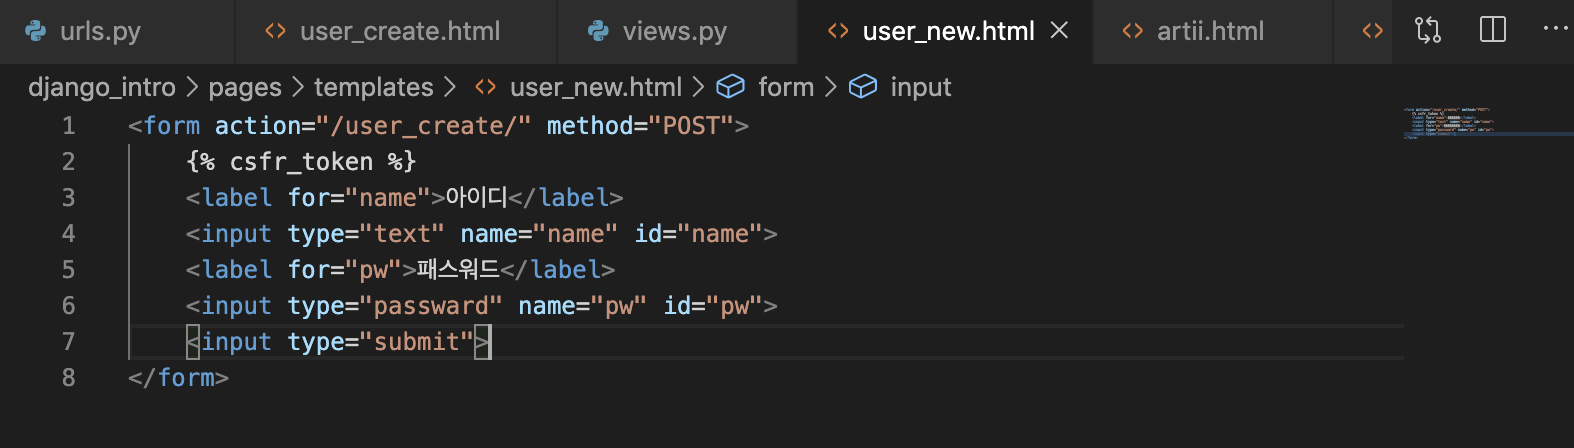 urls.py user_create.html views.py user_new.html artii.html
django_intro > pages > templates > user_new.html > form > input
1 <form action="/user_create/" method="POST">
2 {% csfr_token %}
3 <label for="name">아이디</label>
4 <input type="text" name="name" id="name">
5 <label for="pw">패스워드</label>
6 <input type="passward" name="pw" id="pw">
7 <input type="submit">
8 </form>